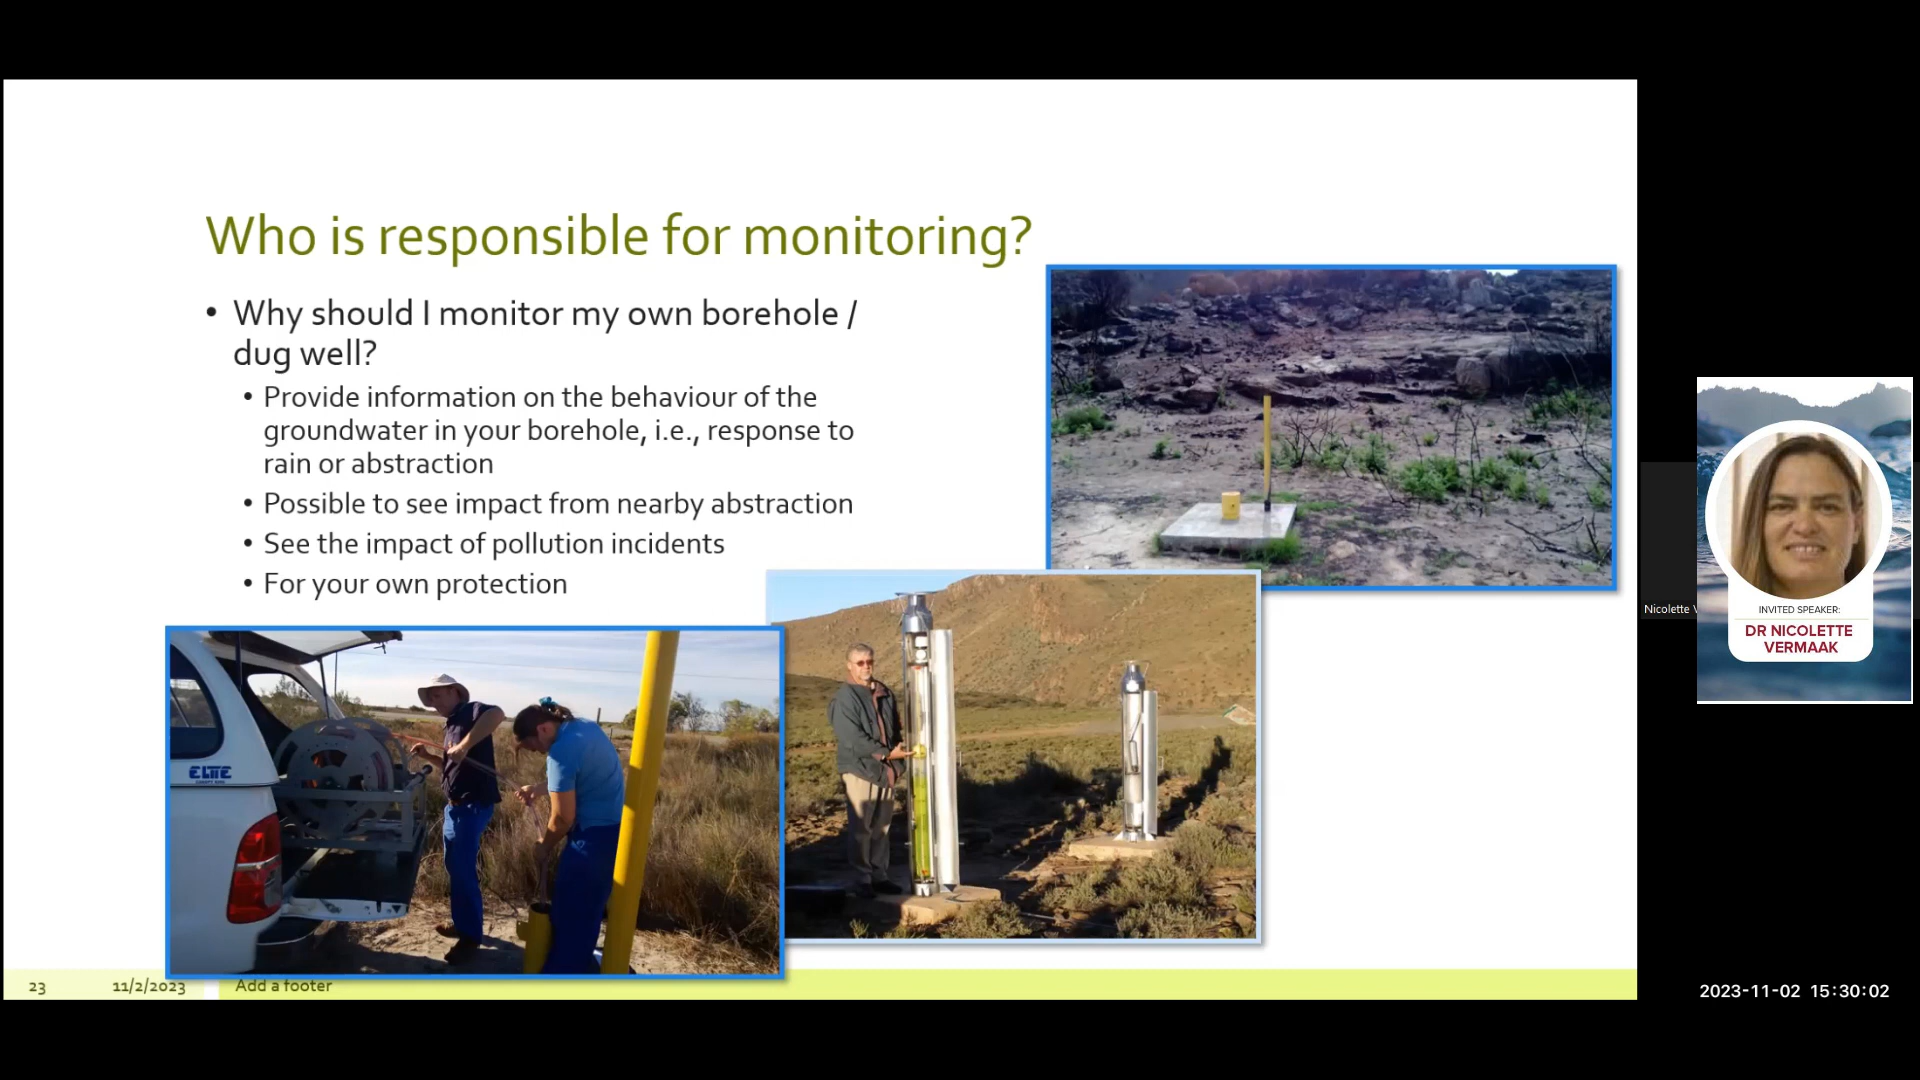 Who is responsible for monitoring?
• Why should I monitor my own borehole /
dug well?
• Provide information on the behaviour of the
groundwater in your borehole, i.e., response to
rain or abstraction
• Possible to see impact from nearby abstraction
• See the impact of pollution incidents
• For your own protection
ELITE
23
11/2/2023
Add a footer
Nicolette V
INVITED SPEAKER:
DR NICOLETTE
VERMAAK
2023-11-02 15:30:02